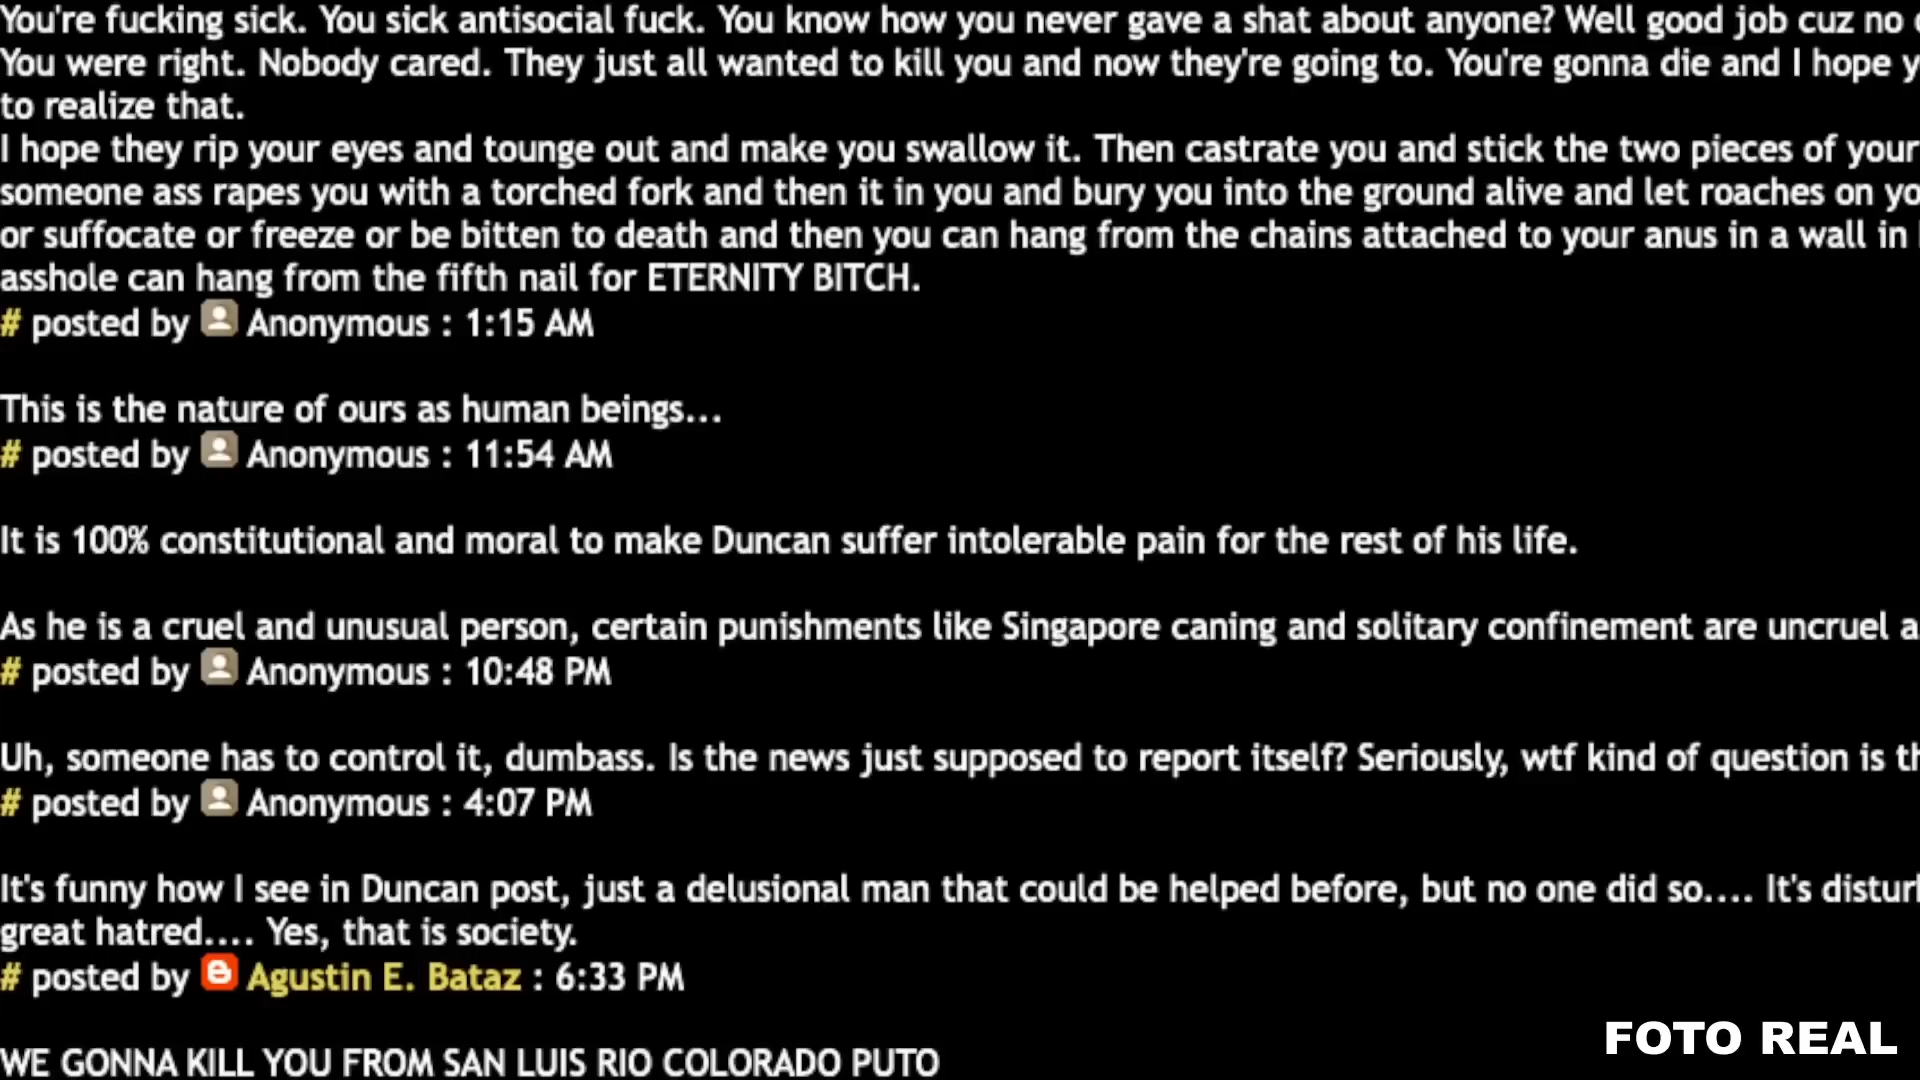 You're fucking sick. You sick antisocial fuck. You know how you never gave a shat about anyone? Well good job cuz no
You were right. Nobody cared. They just all wanted to kill you and now they're going to. You're gonna die and I hope
to realize that.
I hope they rip your eyes and tounge out and make you swallow it. Then castrate you and stick the two pieces of your
someone ass rapes you with a torched fork and then it in you and bury you into the ground alive and let roaches on
or suffocate or freeze or be bitten to death and then you can hang from the chains attached to your anus in a wall in
asshole can hang from the fifth nail for ETERNITY BITCH.
# posted by Anonymous : 1:15 AM
This is the nature of ours as human beings...
# posted by Anonymous : 11:54 AM
It is 100% constitutional and moral to make Duncan suffer intolerable pain for the rest of his life.
As he is a cruel and unusual person, certain punishments like Singapore caning and solitary confinement are uncruel
# posted by Anonymous : 10:48 PM
Uh, someone has to control it, dumbass. Is the news just supposed to report itself? Seriously, wtf kind of question is
# posted by Anonymous : 4:07 PM
It's funny how I see in Duncan post, just a delusional man that could be helped before, but no one did so.... It's
great hatred.... Yes, that is society.
# posted by Agustin E. Bataz : 6:33 PM
WE GONNA KILL YOU FROM SAN LUIS RIO COLORADO PUTO
FOTO REAL